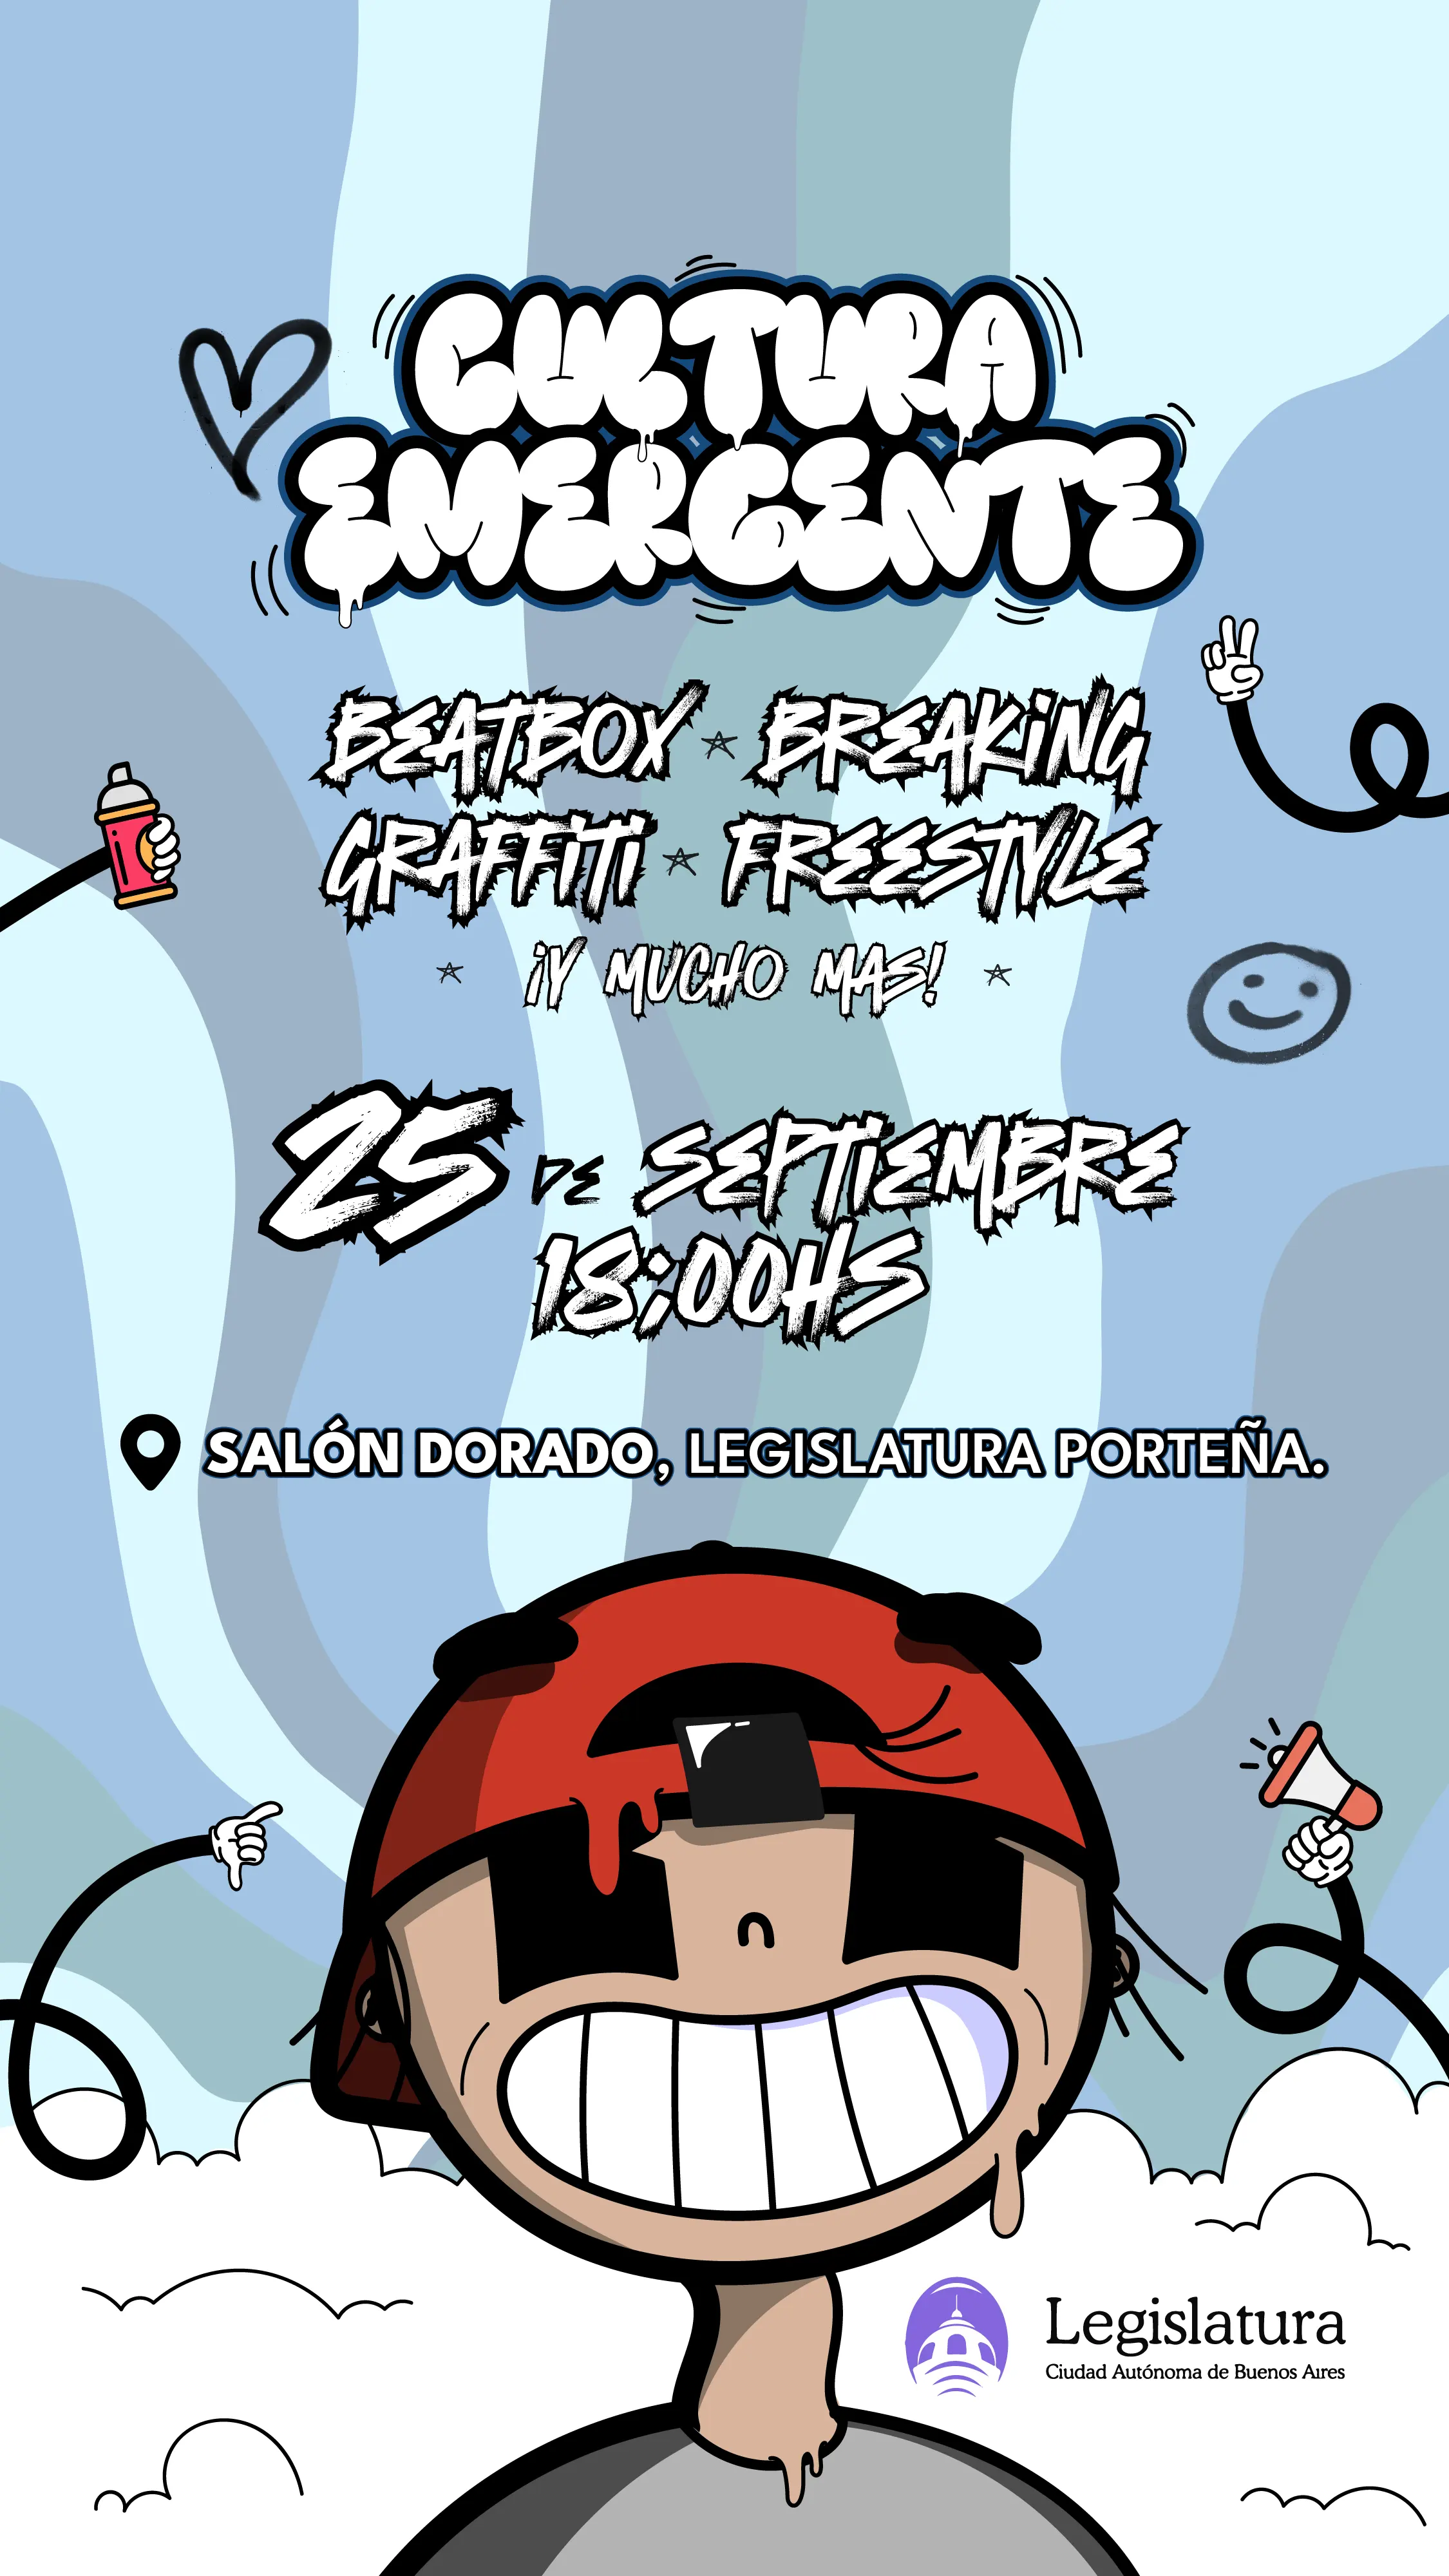 CULTURA
EMERGENTE
BEATBOX ☆ BREAKING
GRAFFITI ☆ FREESTYLE
☆ ¡Y MUCHO MAS! ☆
25 DE SEPTIEMBRE
18;00HS
SALÓN DORADO, LEGISLATURA PORTEÑA.
Legislatura
Ciudad Autónoma de Buenos Aires